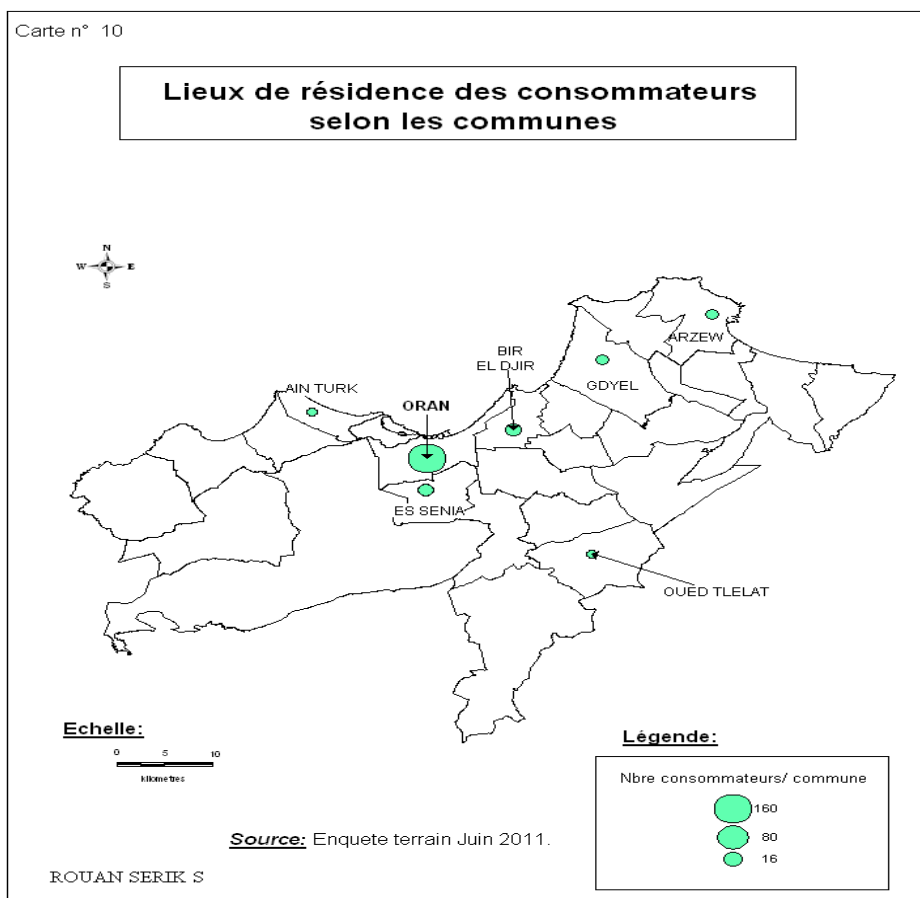 Carte n° 10
Lieux de résidence des consommateurs
selon les communes
N
W E
S
ARZEW
BIR
EL DJIR
GDYEL
AIN TURK
ORAN
ES SENIA
OUED TLELAT
Echelle:
0 5 10
kilometres
Légende:
Nbre consommateurs/ commune
160
80
16
Source: Enquete terrain Juin 2011.
ROUAN SERIK S